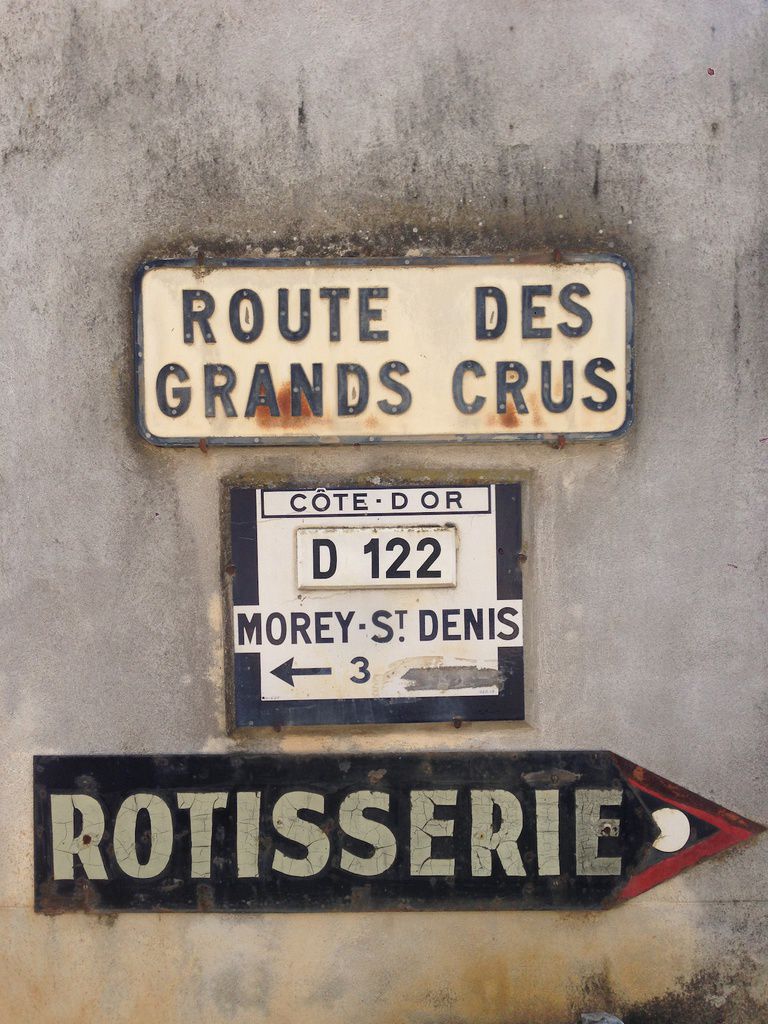 ROUTE DES
GRANDS CRUS
CÔTE-D OR
D 122
MOREY-ST. DENIS
← 3
ROTISSERIE